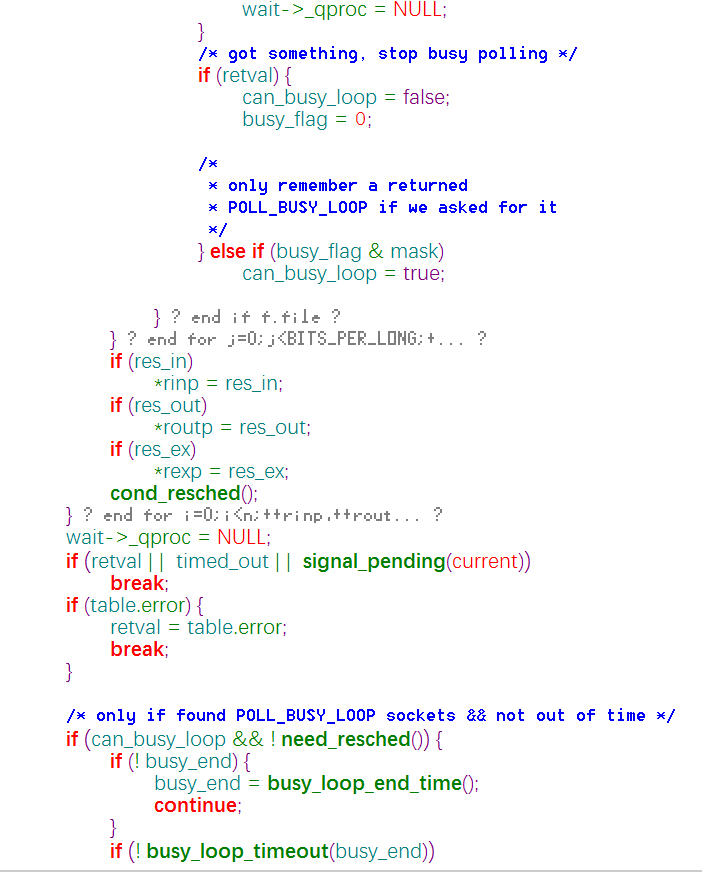 wait->_qproc = NULL;
}
/* got something, stop busy polling */
if (retval) {
can_busy_loop = false;
busy_flag = 0;
/*
* only remember a returned
* POLL_BUSY_LOOP if we asked for it
*/
} else if (busy_flag & mask)
can_busy_loop = true;
} ? end if f.file ?
} ? end for j=0;j<BITS_PER_LONG;+... ?
if (res_in)
*rinp = res_in;
if (res_out)
*routp = res_out;
if (res_ex)
*rexp = res_ex;
cond_resched();
} ? end for i=0;i<n;++rinp,++rout... ?
wait->_qproc = NULL;
if (retval || timed_out || signal_pending(current))
break;
if (table.error) {
retval = table.error;
break;
}
/* only if found POLL_BUSY_LOOP sockets && not out of time */
if (can_busy_loop && !need_resched()) {
if (! busy_end) {
busy_end = busy_loop_end_time();
continue;
}
if (! busy_loop_timeout(busy_end))